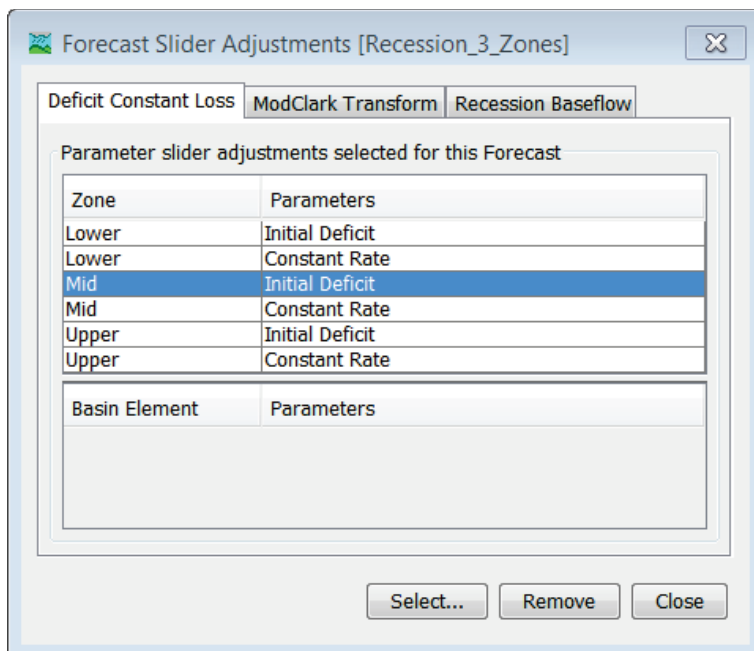 Forecast Slider Adjustments [Recession_3_Zones]
Deficit Constant Loss ModClark Transform Recession Baseflow
Parameter slider adjustments selected for this Forecast
Zone Parameters
Lower Initial Deficit
Lower Constant Rate
Mid Initial Deficit
Mid Constant Rate
Upper Initial Deficit
Upper Constant Rate
Basin Element Parameters
Select... Remove Close